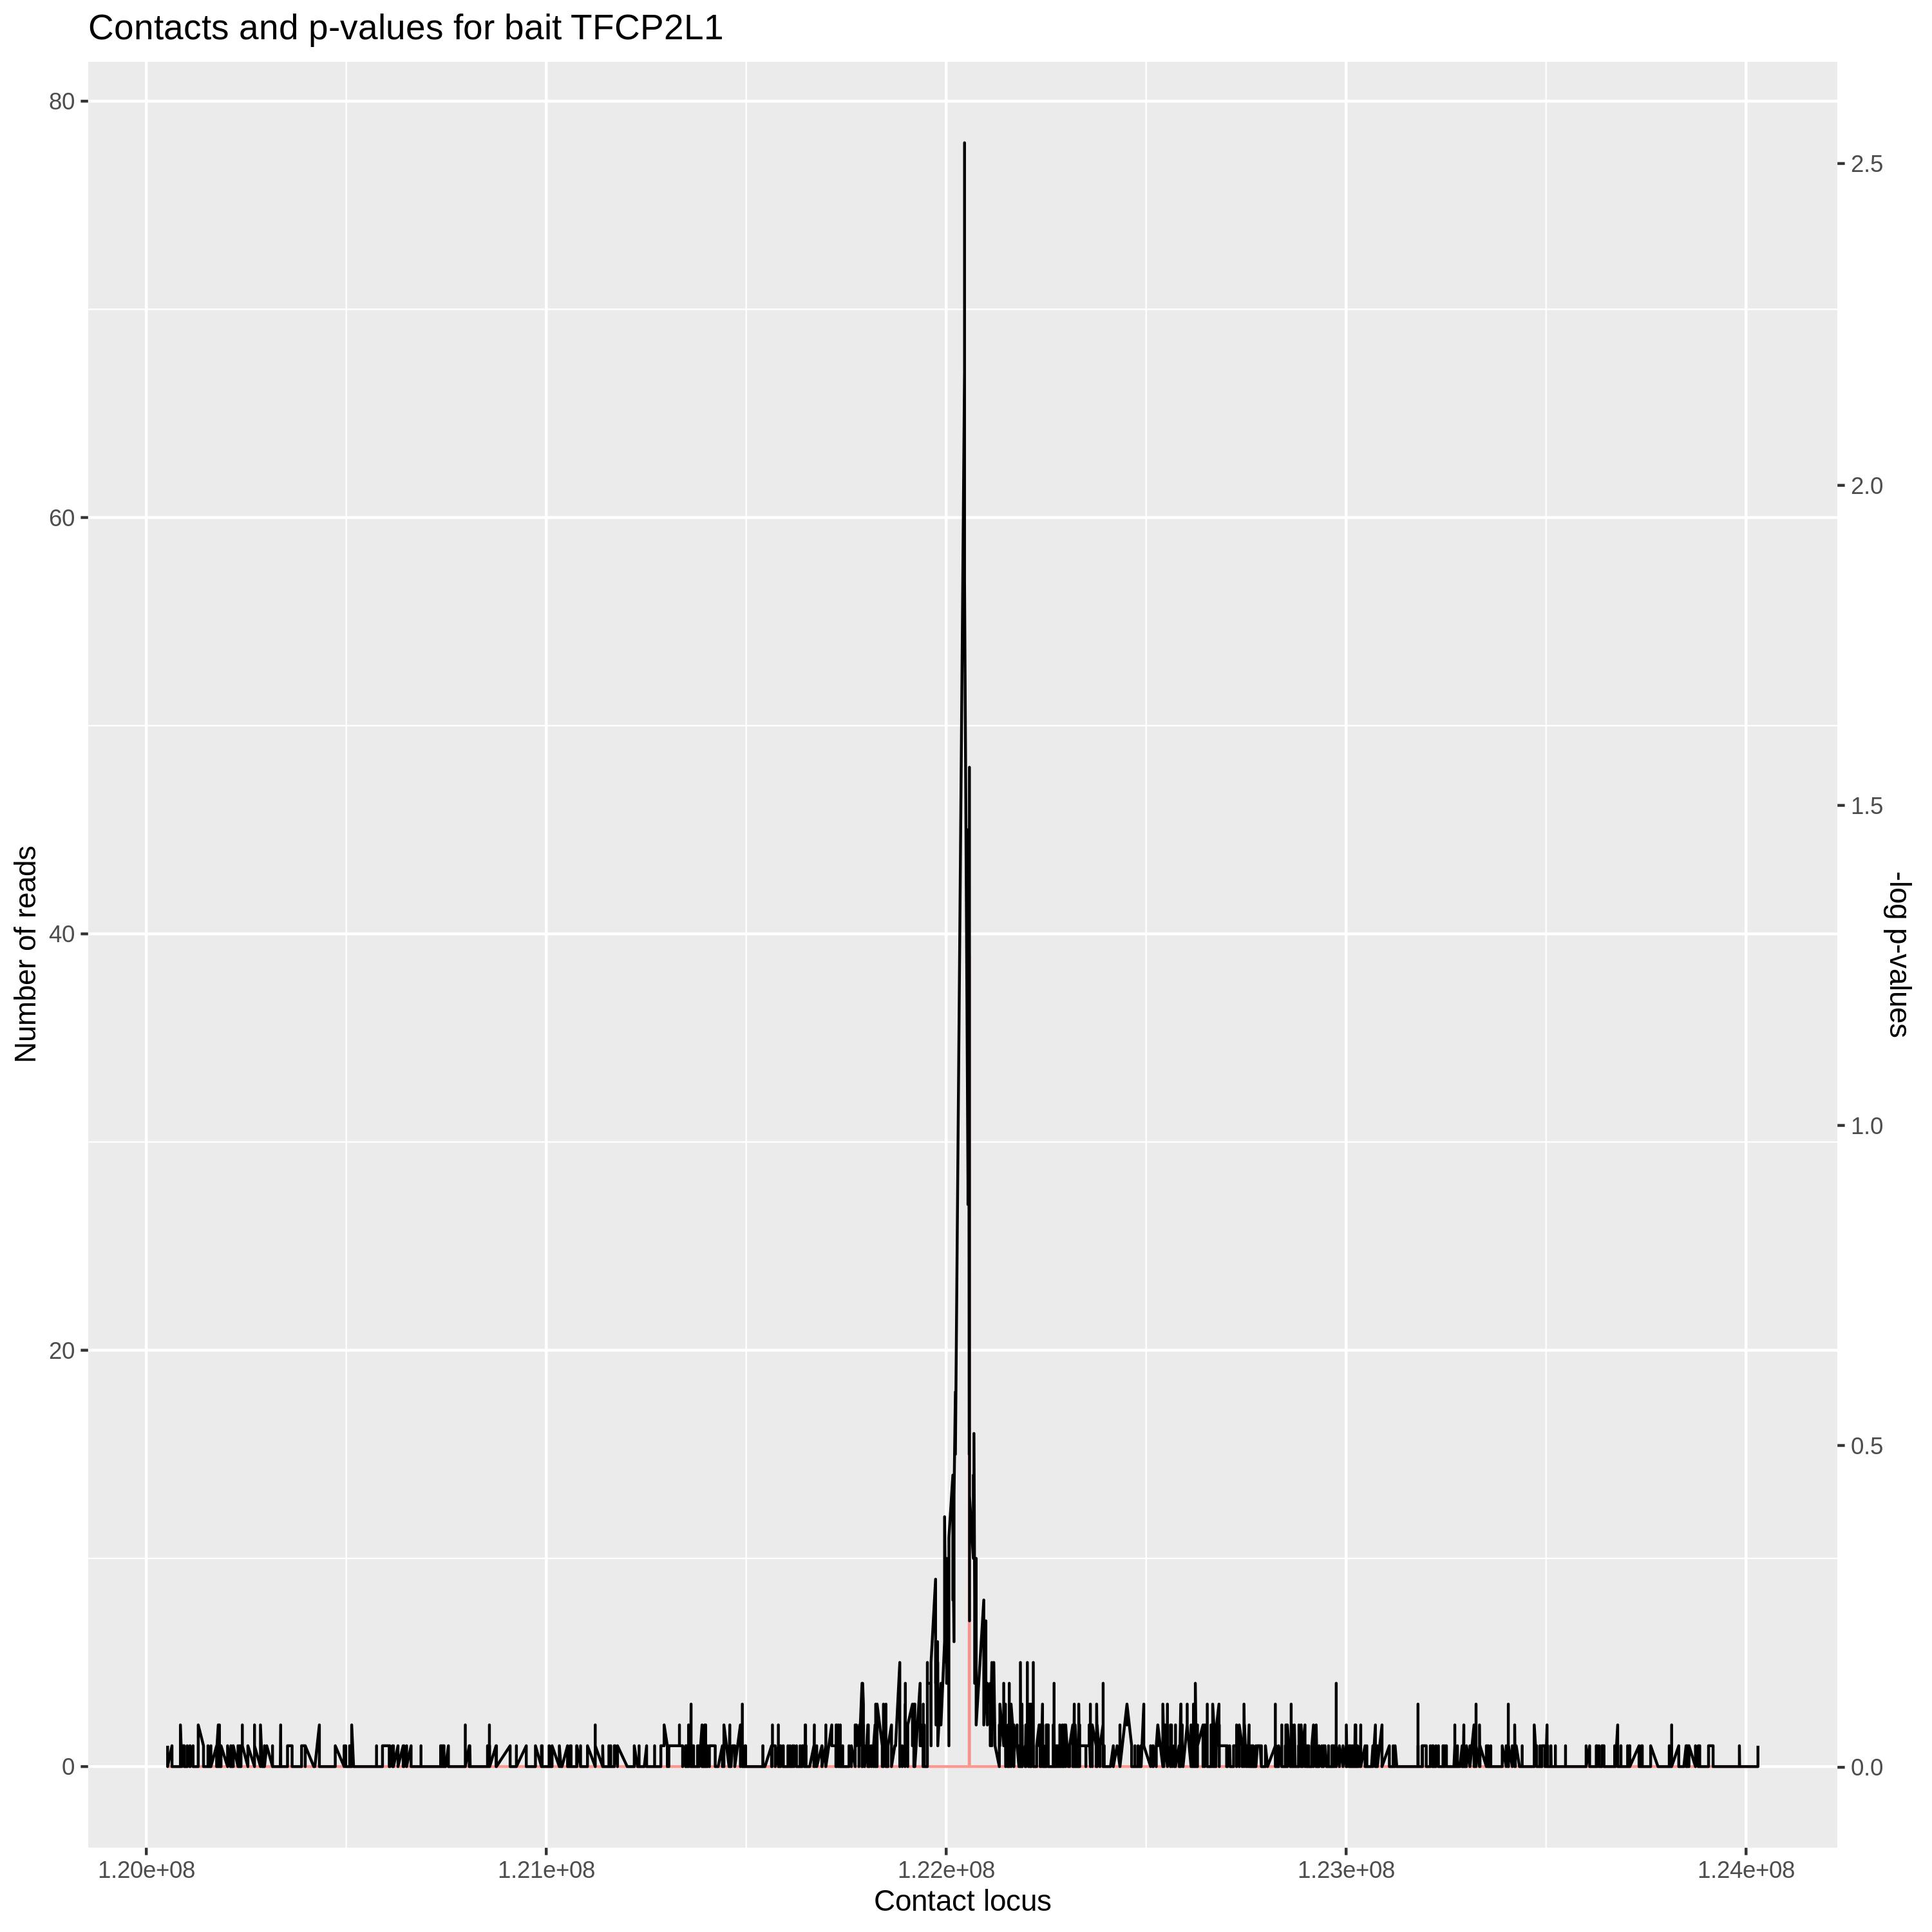 Contacts and p-values for bait TFCP2L1
80
60
40
20
0
Number of reads
2.5
2.0
1.5
1.0
0.5
0.0
-log p-values
1.20e+08
1.21e+08
1.22e+08
1.23e+08
1.24e+08
Contact locus